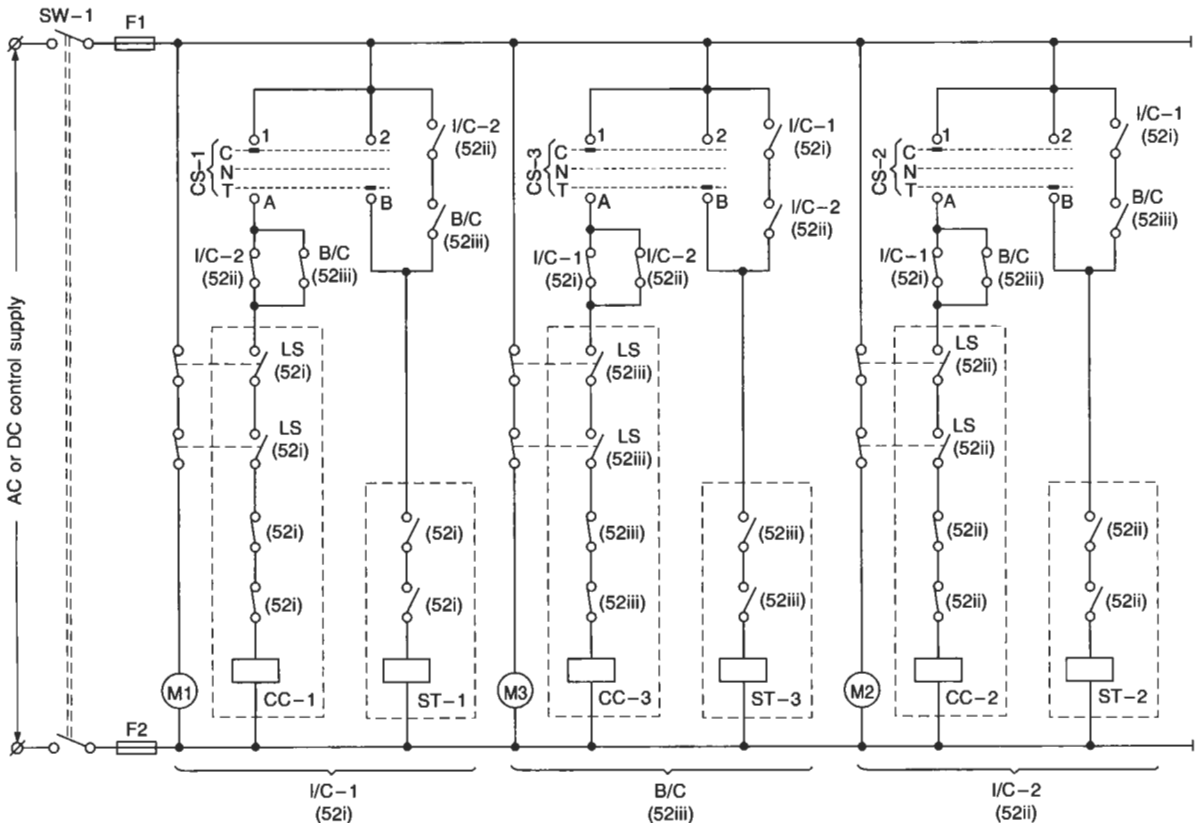 SW-1
F1
AC or DC control supply
CS-1
C
N
T
1
2
A
B
I/C-2
(52ii)
B/C
(52iii)
I/C-2
(52ii)
B/C
(52iii)
LS
(52i)
LS
(52i)
(52i)
(52i)
(52i)
(52i)
M1
CC-1
ST-1
CS-3
C
N
T
1
2
A
B
I/C-1
(52i)
I/C-2
(52ii)
I/C-1
(52i)
I/C-2
(52ii)
LS
(52iii)
LS
(52iii)
(52iii)
(52iii)
(52iii)
(52iii)
M3
CC-3
ST-3
CS-2
C
N
T
1
2
A
B
I/C-1
(52i)
B/C
(52iii)
I/C-1
(52i)
B/C
(52iii)
LS
(52ii)
LS
(52ii)
(52ii)
(52ii)
(52ii)
(52ii)
M2
CC-2
ST-2
F2
I/C-1
(52i)
B/C
(52iii)
I/C-2
(52ii)